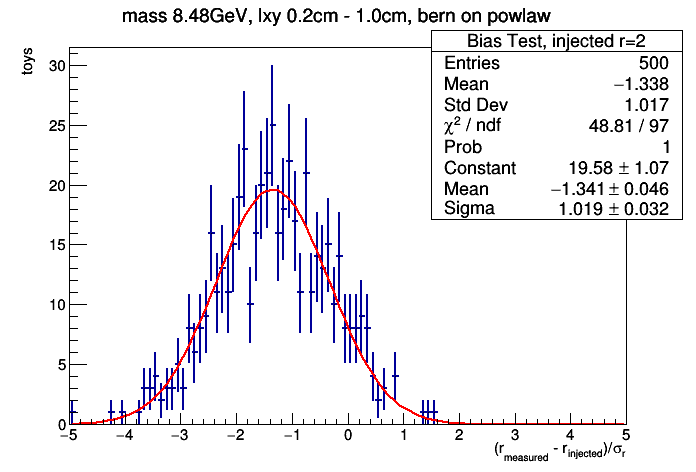 mass 8.48GeV, lxy 0.2cm - 1.0cm, bern on powlaw
Bias Test, injected r=2
Entries 500
Mean −1.338
Std Dev 1.017
χ² / ndf 48.81 / 97
Prob 1
Constant 19.58 ± 1.07
Mean −1.341 ± 0.046
Sigma 1.019 ± 0.032
toys
30
25
20
15
10
5
0
−5 −4 −3 −2 −1 0 1 2 3 4 5
(r_measured - r_injected)/σ_r